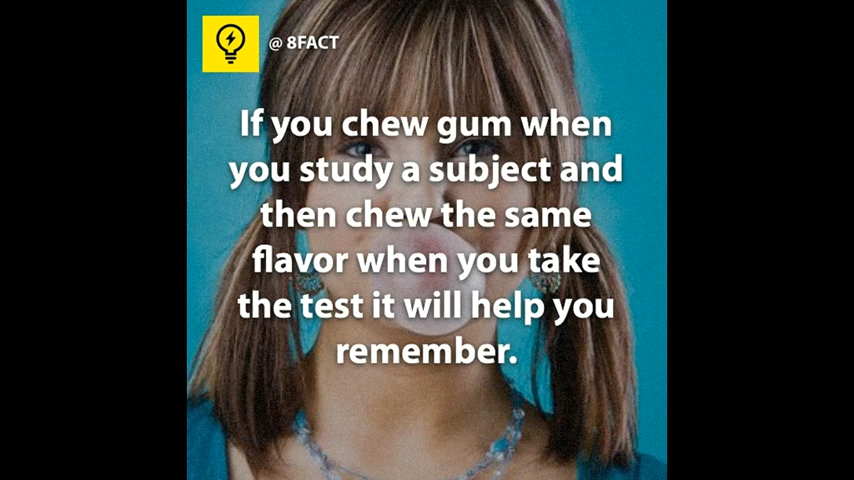 @ 8FACT
If you chew gum when
you study a subject and
then chew the same
flavor when you take
the test it will help you
remember.